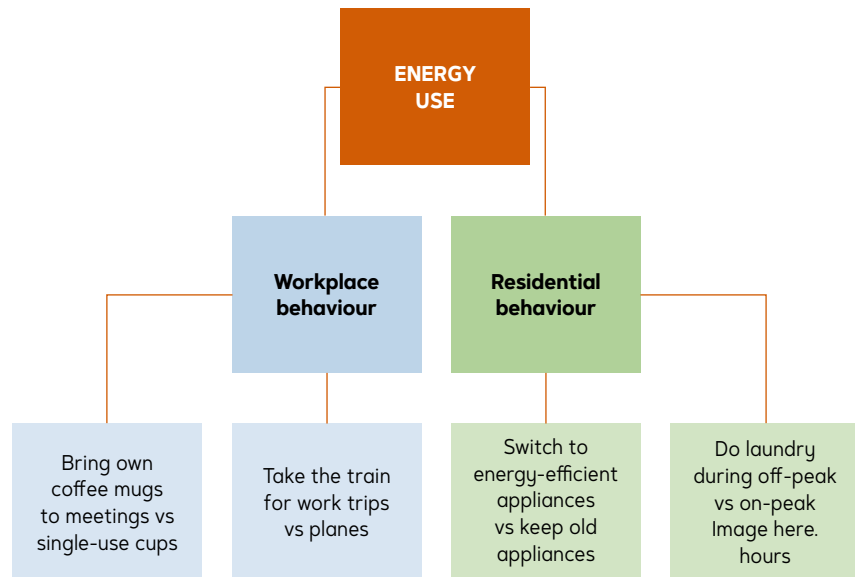 ENERGY
USE
Workplace
behaviour
Residential
behaviour
Bring own
coffee mugs
to meetings vs
single-use cups
Take the train
for work trips
vs planes
Switch to
energy-efficient
appliances
vs keep old
appliances
Do laundry
during off-peak
vs on-peak
Image here.
hours